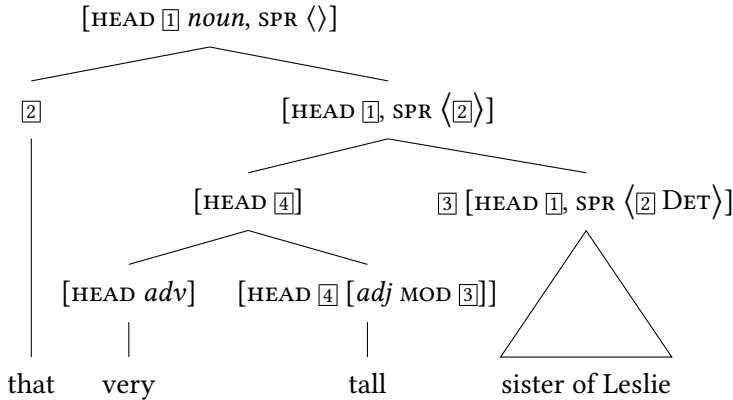 [HEAD 1 noun, SPR ⟨⟩]
2 [HEAD 1, SPR ⟨2⟩]
[HEAD 4] 3 [HEAD 1, SPR ⟨2 DET⟩]
[HEAD adv] [HEAD 4 [adj MOD 3]]
that very tall sister of Leslie